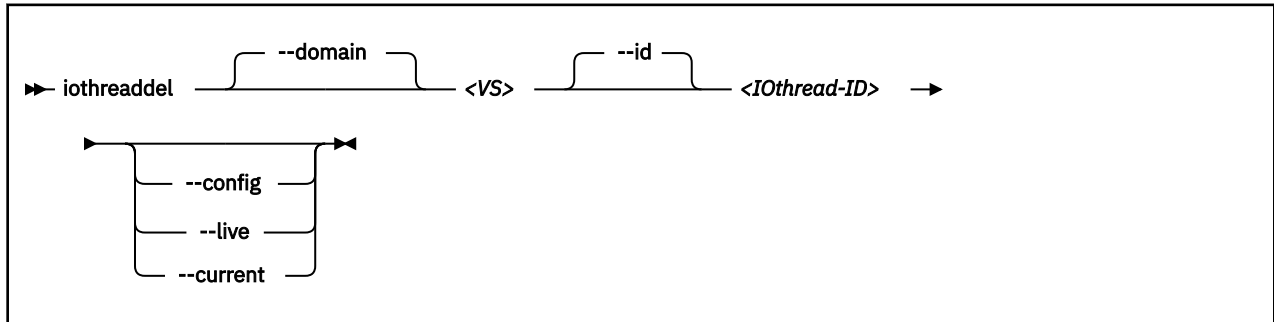 --domain --id
iothreaddel <VS> <IOthread-ID>
--config
--live
--current